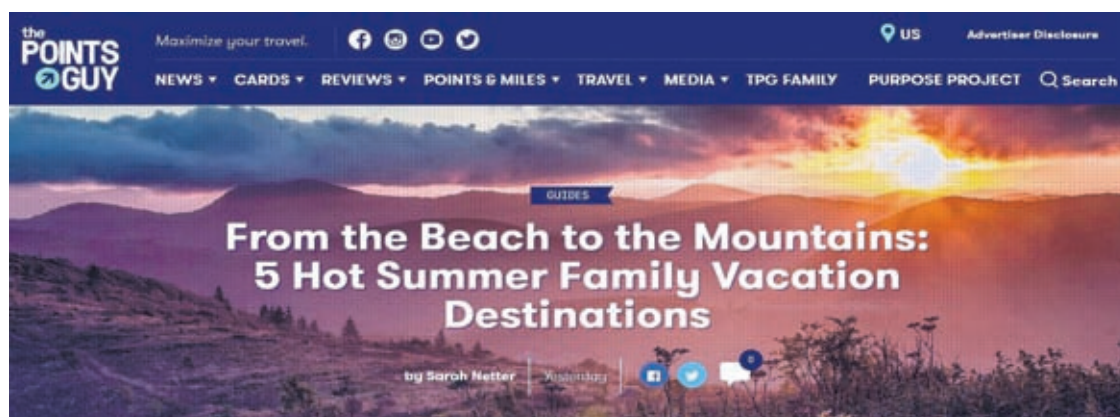 the
POINTS
GUY
Maximize your travel.
US
Advertiser Disclosure
NEWS CARDS REVIEWS POINTS & MILES TRAVEL MEDIA TPG FAMILY PURPOSE PROJECT Search
GUIDES
From the Beach to the Mountains:
5 Hot Summer Family Vacation
Destinations
by Sarah Netter Yesterday 0